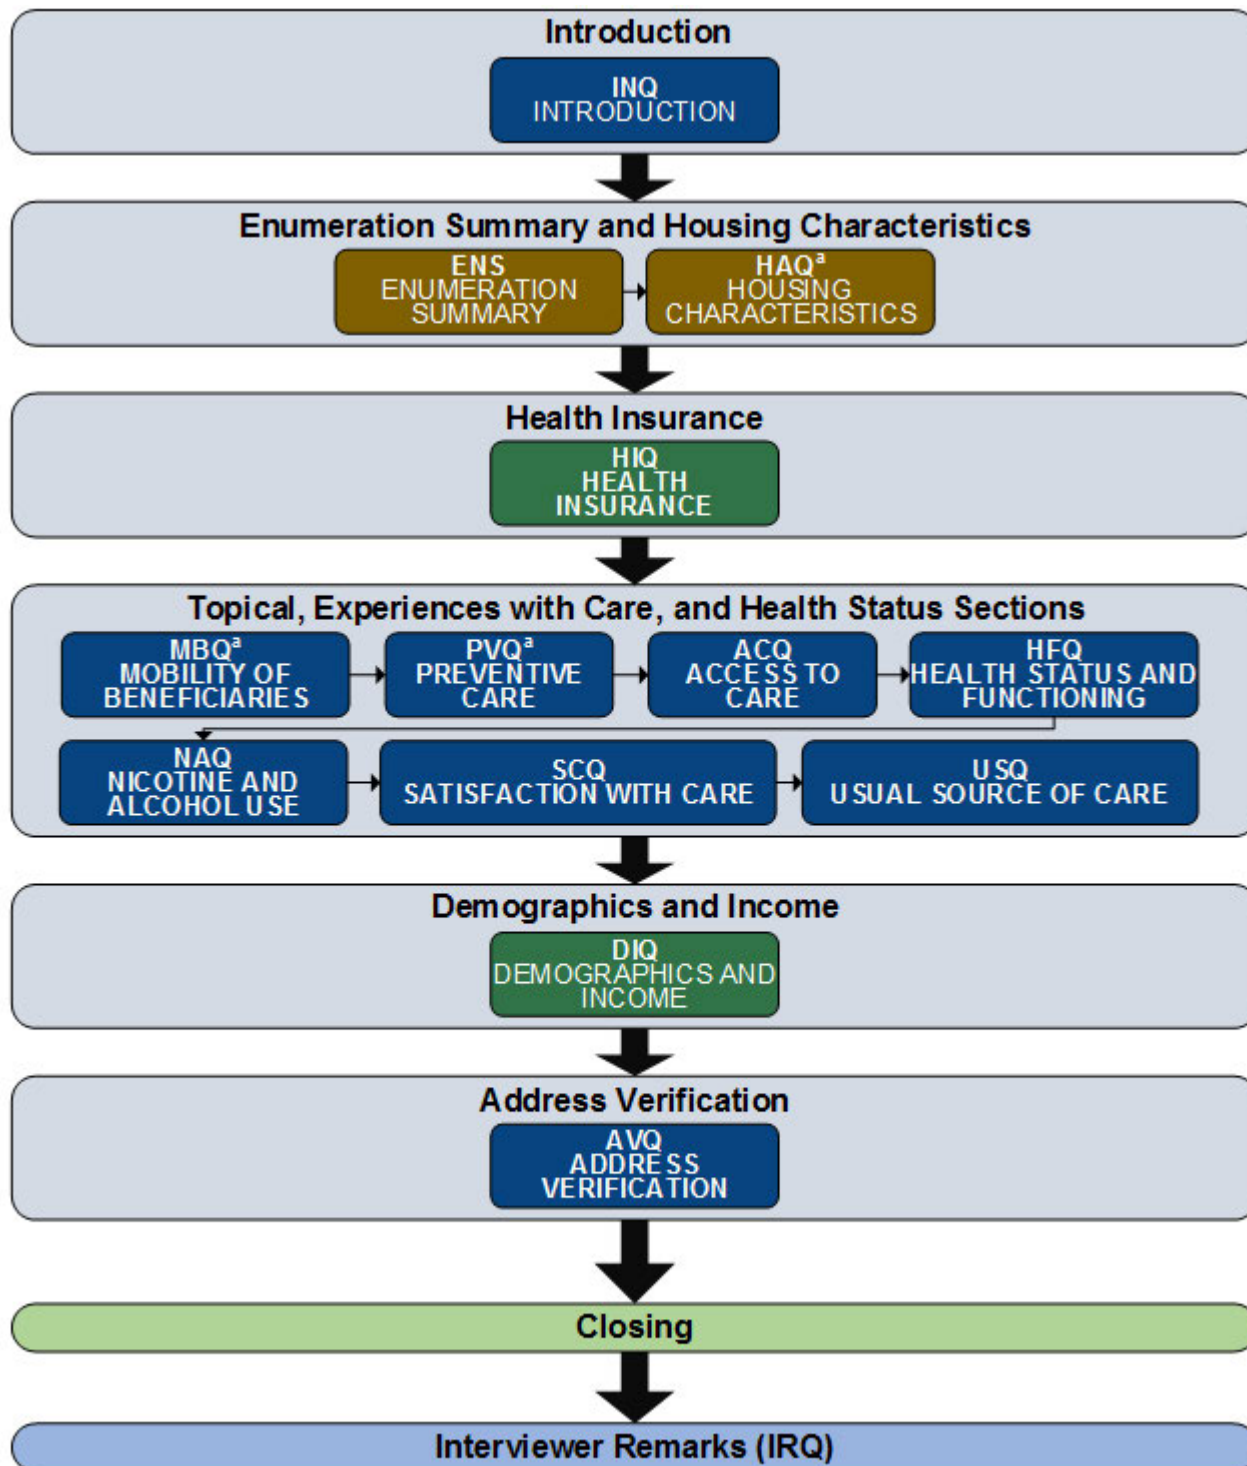 Introduction
INQ
INTRODUCTION
Enumeration Summary and Housing Characteristics
ENS
ENUMERATION
SUMMARY
HAQᵃ
HOUSING
CHARACTERISTICS
Health Insurance
HIQ
HEALTH
INSURANCE
Topical, Experiences with Care, and Health Status Sections
MBQᵃ
MOBILITY OF
BENEFICIARIES
PVQᵃ
PREVENTIVE
CARE
ACQ
ACCESS TO
CARE
HFQ
HEALTH STATUS AND
FUNCTIONING
NAQ
NICOTINE AND
ALCOHOL USE
SCQ
SATISFACTION WITH CARE
USQ
USUAL SOURCE OF CARE
Demographics and Income
DIQ
DEMOGRAPHICS AND
INCOME
Address Verification
AVQ
ADDRESS
VERIFICATION
Closing
Interviewer Remarks (IRQ)